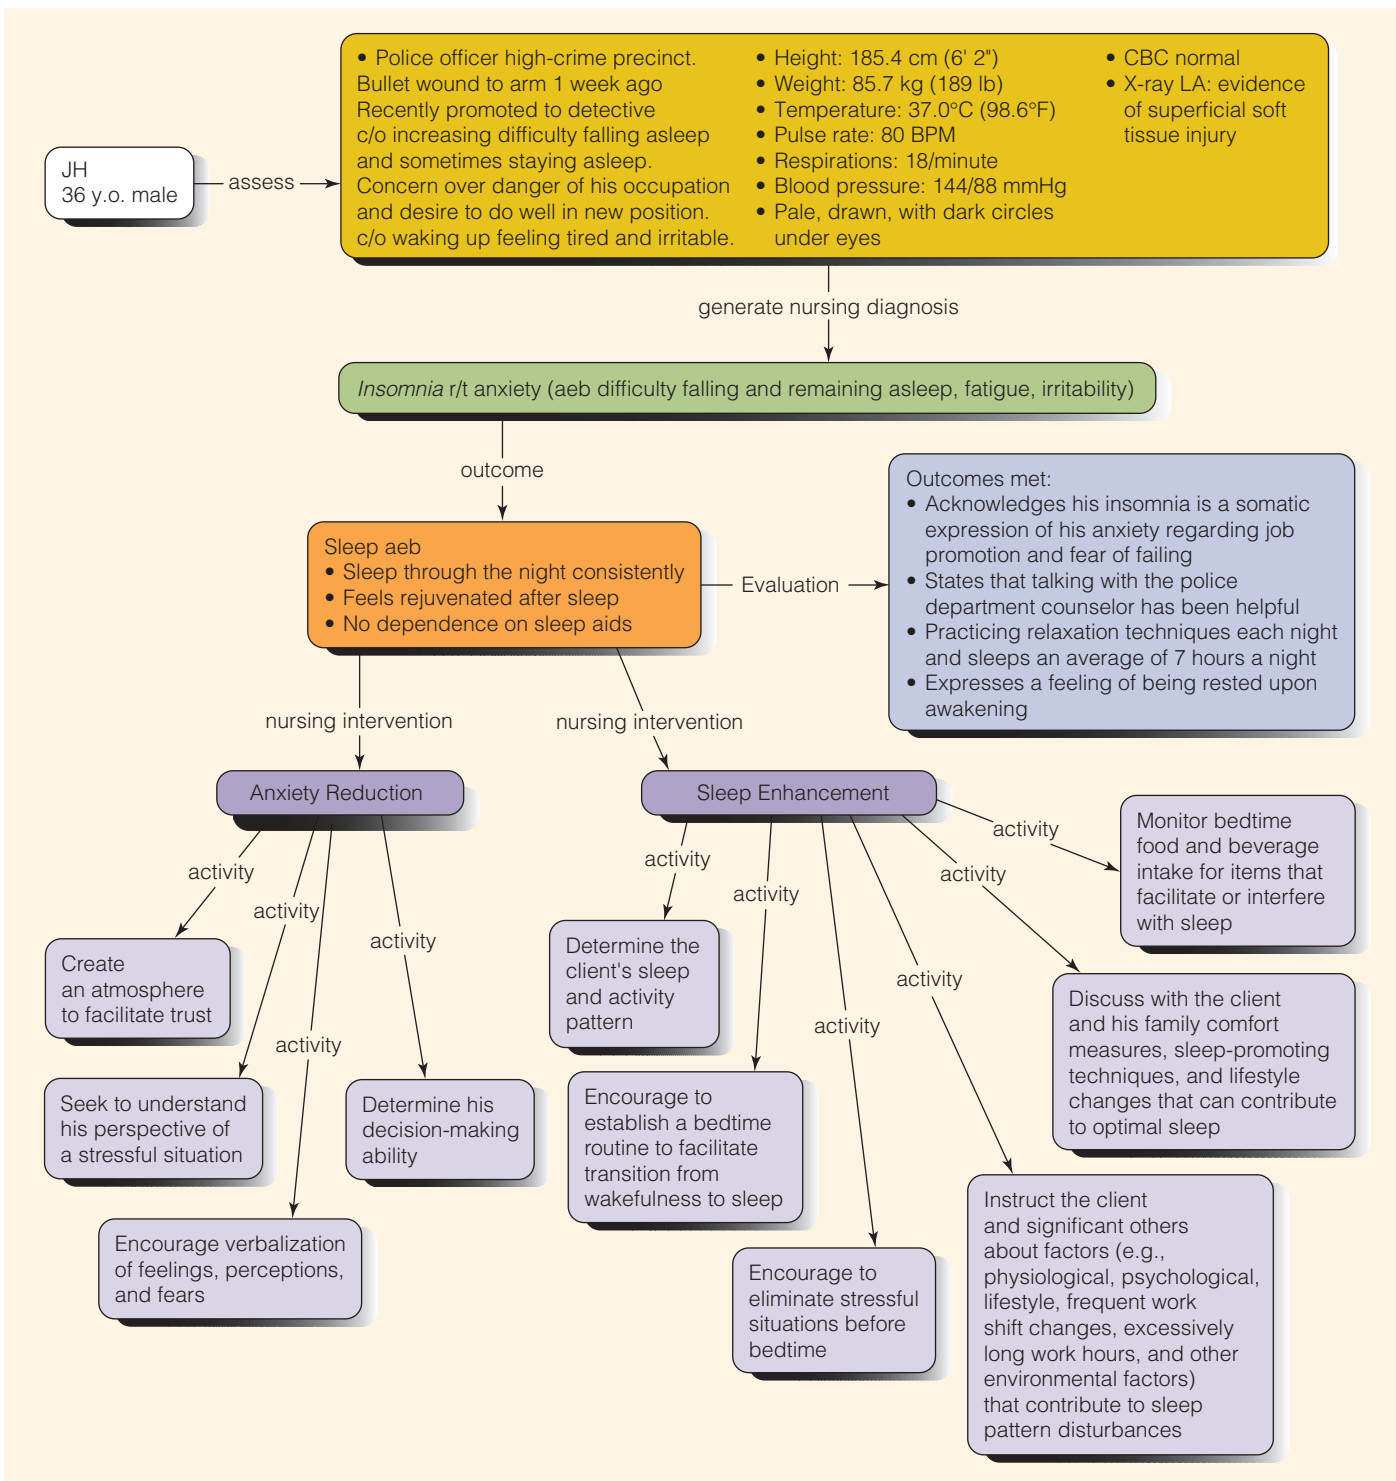 JH
36 y.o. male
assess
• Police officer high-crime precinct.
Bullet wound to arm 1 week ago
Recently promoted to detective
c/o increasing difficulty falling asleep
and sometimes staying asleep.
Concern over danger of his occupation
and desire to do well in new position.
c/o waking up feeling tired and irritable.
• Height: 185.4 cm (6' 2")
• Weight: 85.7 kg (189 lb)
• Temperature: 37.0°C (98.6°F)
• Pulse rate: 80 BPM
• Respirations: 18/minute
• Blood pressure: 144/88 mmHg
• Pale, drawn, with dark circles
under eyes
• CBC normal
• X-ray LA: evidence
of superficial soft
tissue injury
generate nursing diagnosis
Insomnia r/t anxiety (aeb difficulty falling and remaining asleep, fatigue, irritability)
outcome
Sleep aeb
• Sleep through the night consistently
• Feels rejuvenated after sleep
• No dependence on sleep aids
Evaluation
Outcomes met:
• Acknowledges his insomnia is a somatic
expression of his anxiety regarding job
promotion and fear of failing
• States that talking with the police
department counselor has been helpful
• Practicing relaxation techniques each night
and sleeps an average of 7 hours a night
• Expresses a feeling of being rested upon
awakening
nursing intervention
nursing intervention
Anxiety Reduction
activity
activity
activity
activity
Create
an atmosphere
to facilitate trust
Seek to understand
his perspective of
a stressful situation
Encourage verbalization
of feelings, perceptions,
and fears
Determine his
decision-making
ability
Sleep Enhancement
activity
activity
activity
activity
activity
activity
Determine the
client's sleep
and activity
pattern
Encourage to
establish a bedtime
routine to facilitate
transition from
wakefulness to sleep
Encourage to
eliminate stressful
situations before
bedtime
Instruct the client
and significant others
about factors (e.g.,
physiological, psychological,
lifestyle, frequent work
shift changes, excessively
long work hours, and other
environmental factors)
that contribute to sleep
pattern disturbances
Discuss with the client
and his family comfort
measures, sleep-promoting
techniques, and lifestyle
changes that can contribute
to optimal sleep
Monitor bedtime
food and beverage
intake for items that
facilitate or interfere
with sleep